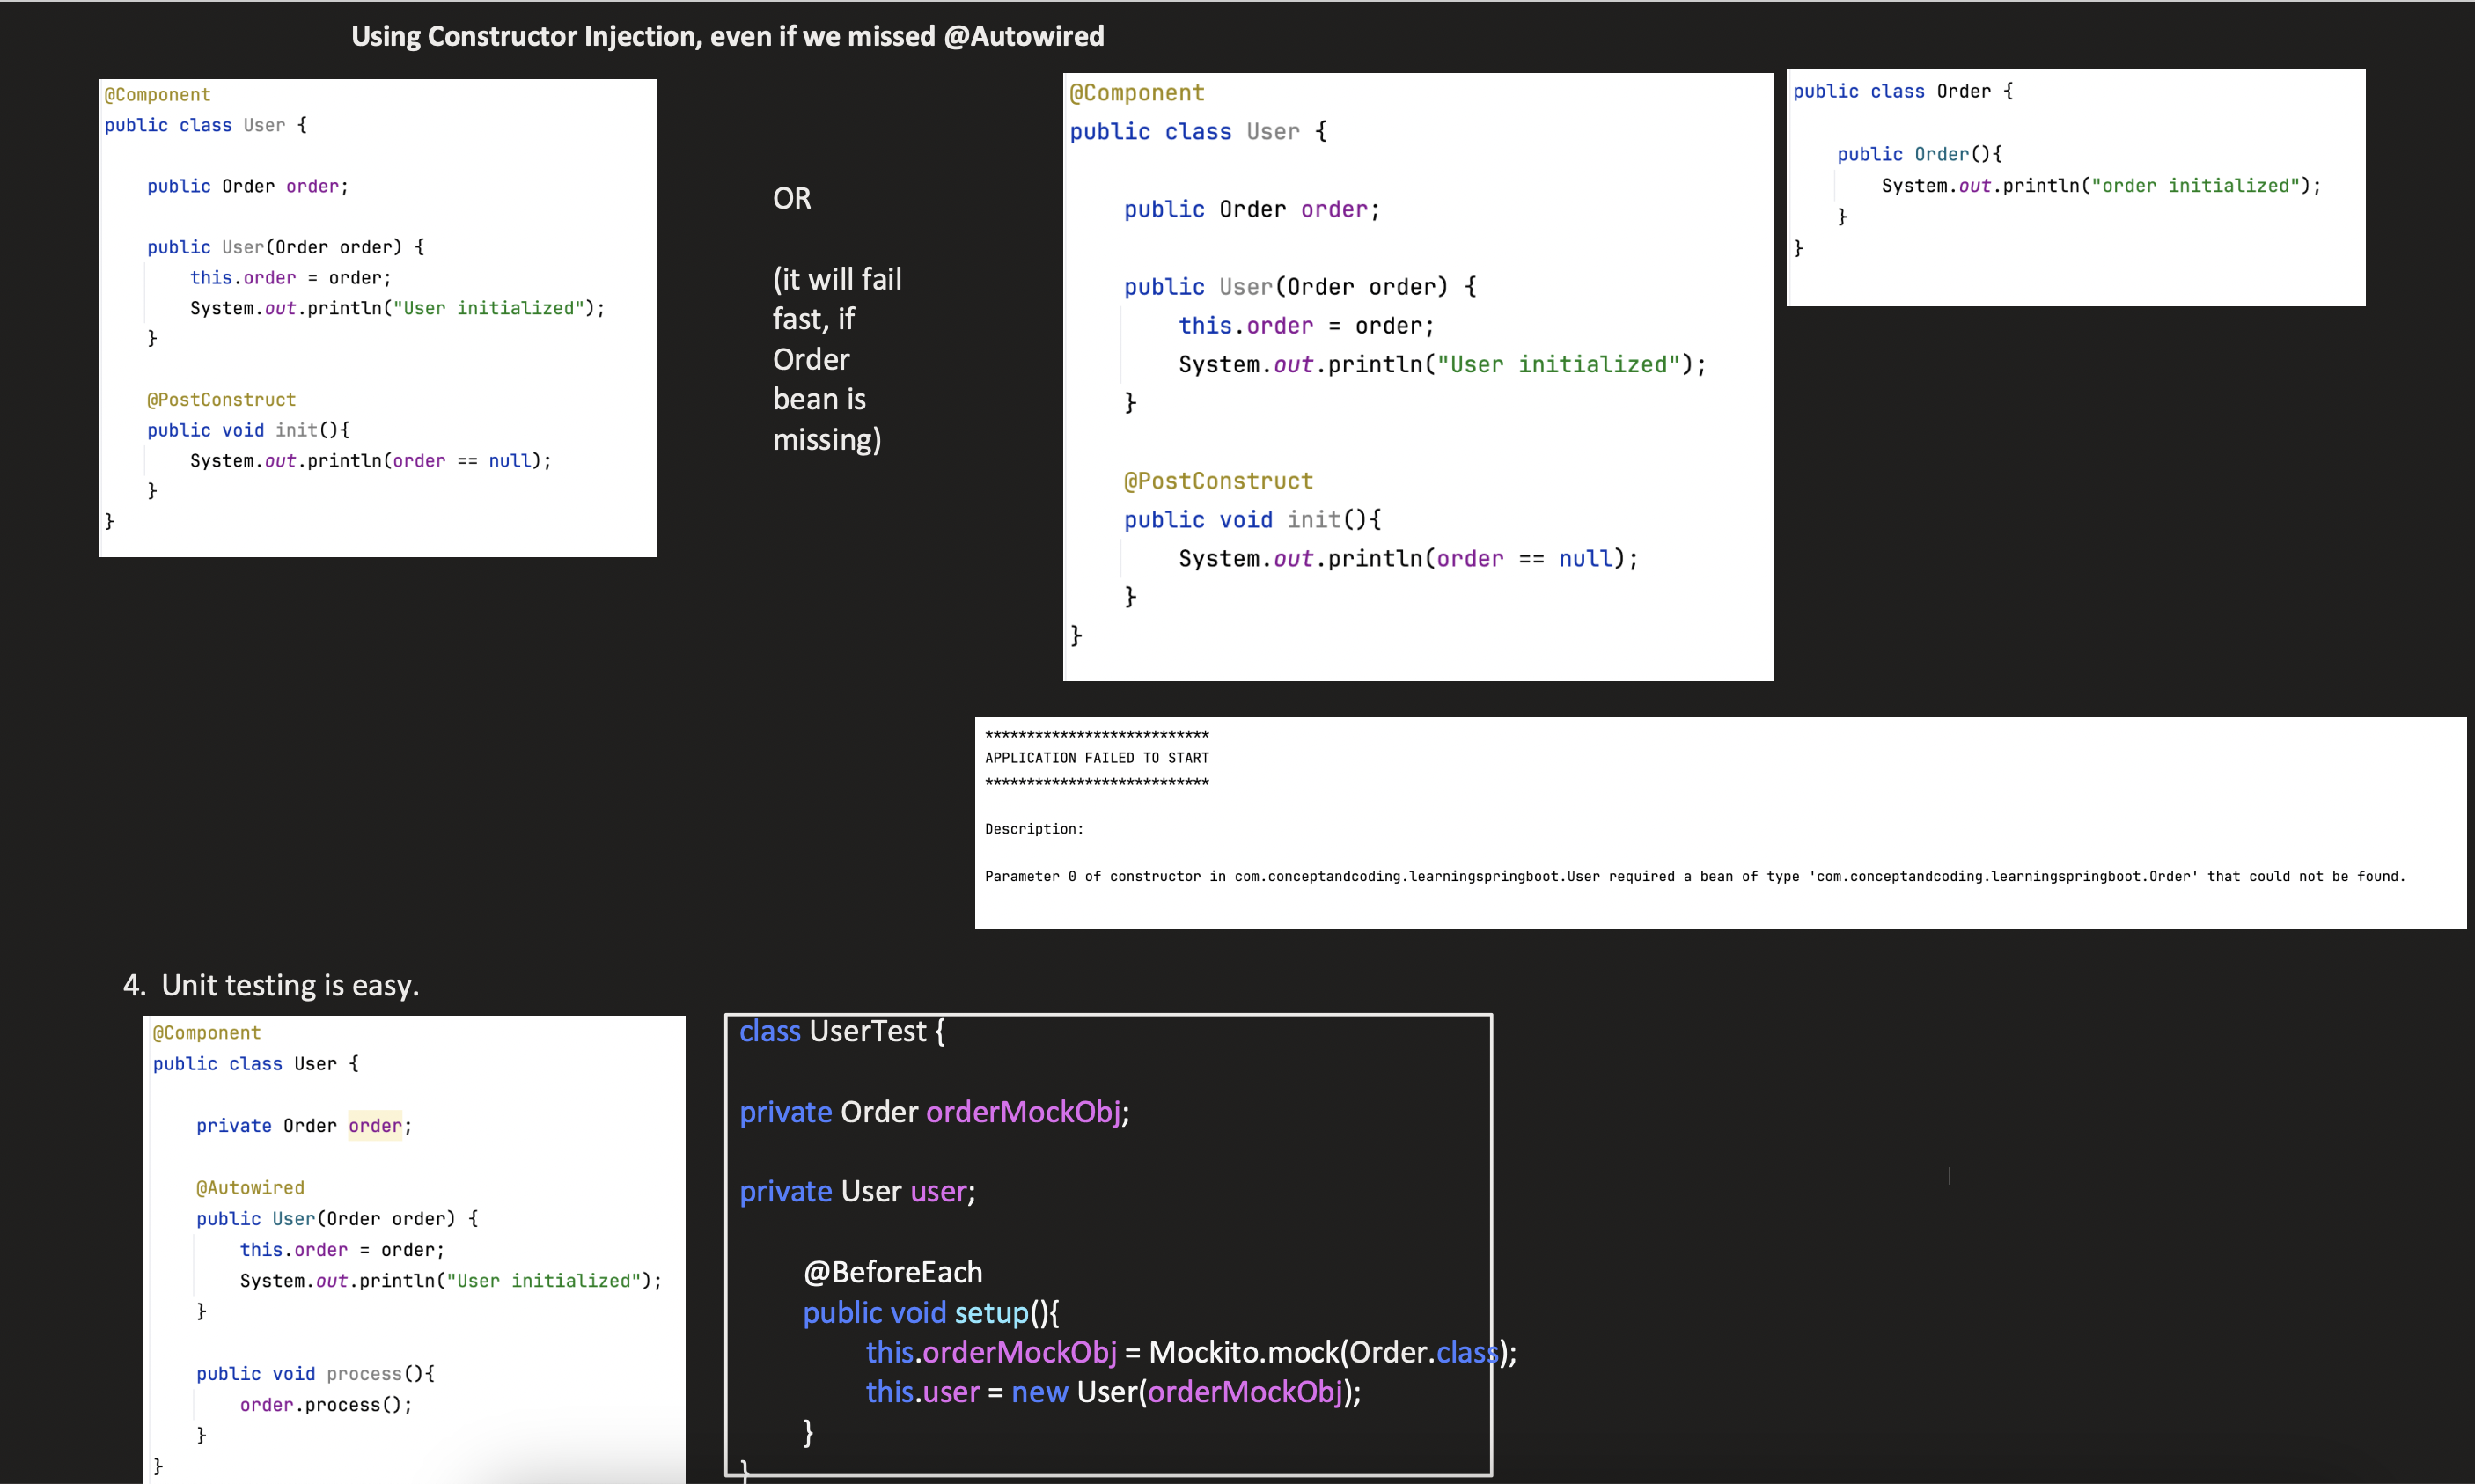 Using Constructor Injection, even if we missed @Autowired
@Component
public class User {
public Order order;
public User(Order order) {
this.order = order;
System.out.println("User initialized");
}
@PostConstruct
public void init(){
System.out.println(order == null);
}
}
OR
(it will fail
fast, if
Order
bean is
missing)
@Component
public class User {
public Order order;
public User(Order order) {
this.order = order;
System.out.println("User initialized");
}
@PostConstruct
public void init(){
System.out.println(order == null);
}
}
public class Order {
public Order(){
System.out.println("order initialized");
}
}
***************************
APPLICATION FAILED TO START
***************************
Description:
Parameter 0 of constructor in com.conceptandcoding.learningspringboot.User required a bean of type 'com.conceptandcoding.learningspringboot.Order' that could not be found.
4. Unit testing is easy.
@Component
public class User {
private Order order;
@Autowired
public User(Order order) {
this.order = order;
System.out.println("User initialized");
}
public void process(){
order.process();
}
}
class UserTest {
private Order orderMockObj;
private User user;
@BeforeEach
public void setup(){
this.orderMockObj = Mockito.mock(Order.class);
this.user = new User(orderMockObj);
}
}